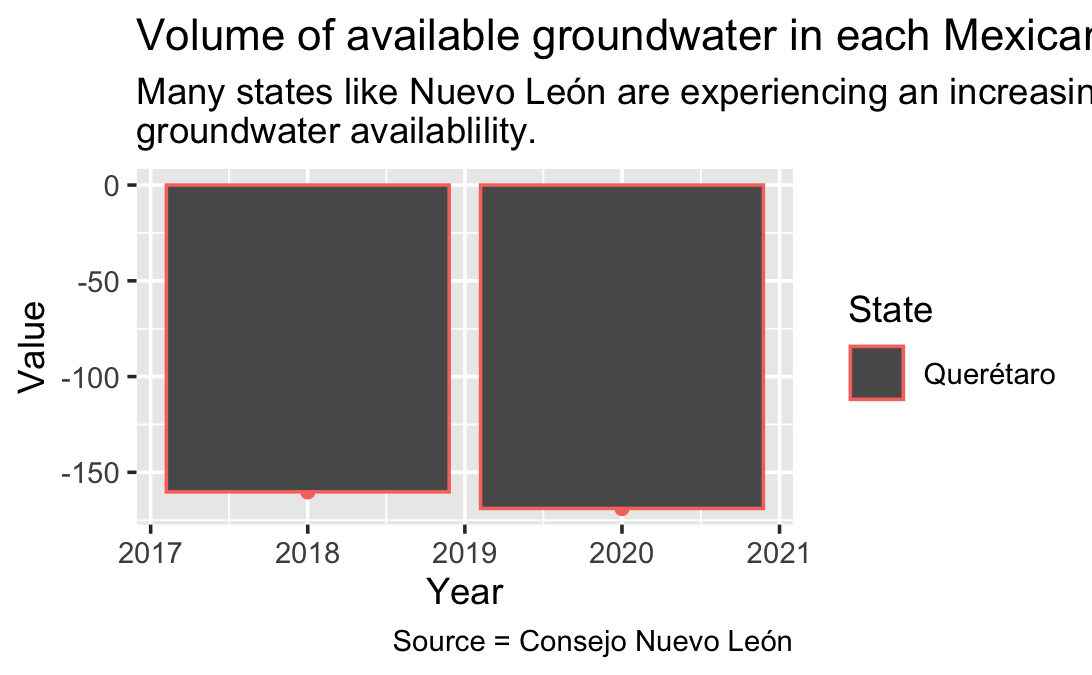 Volume of available groundwater in each Mexican
Many states like Nuevo León are experiencing an increasin
groundwater availablility.
0
-50
-100
-150
Value
2017 2018 2019 2020 2021
Year
State
Querétaro
Source = Consejo Nuevo León